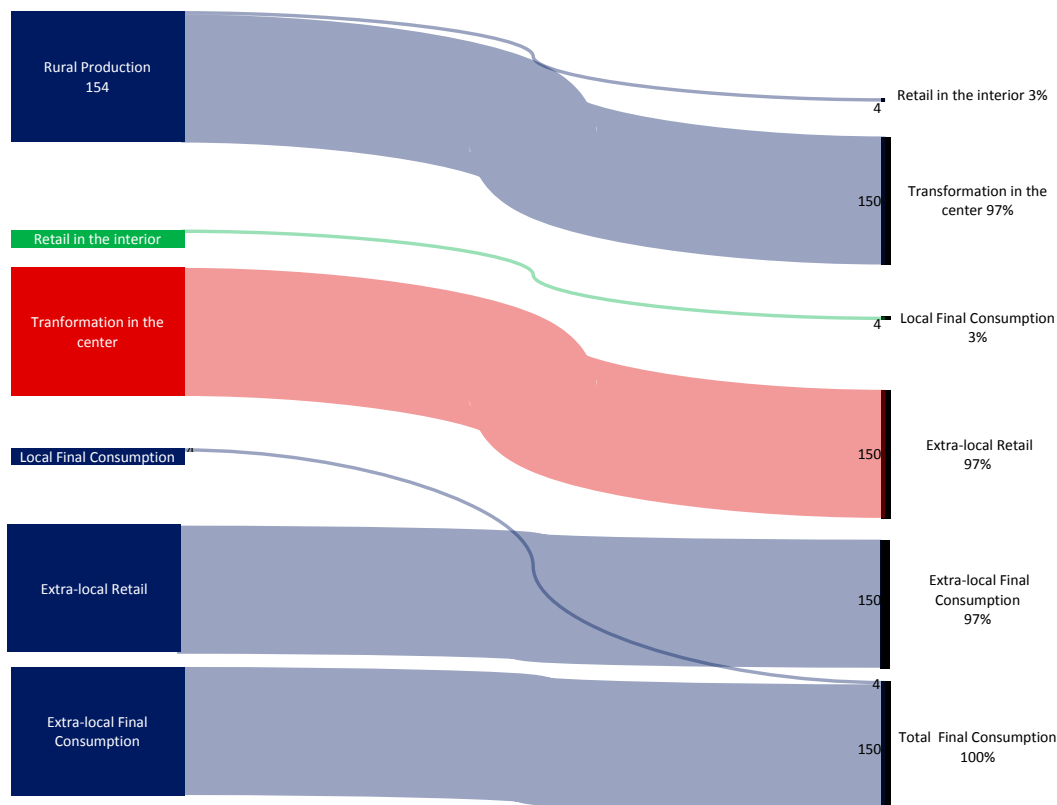 Rural Production
154
Retail in the interior 3%
4
Transformation in the
center 97%
150
Retail in the interior
Local Final Consumption
3%
4
Tranformation in the
center
Extra-local Retail
97%
150
Local Final Consumption
4
Extra-local Retail
Extra-local Final
Consumption
97%
150
Extra-local Final
Consumption
4
150
Total Final Consumption
100%